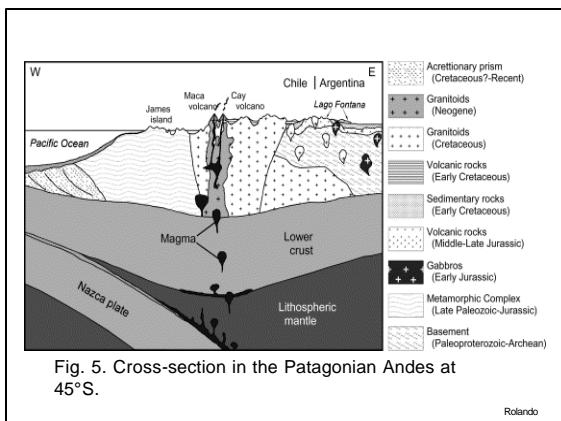 W
E
Maca
volcano
Cay
volcano
Chile | Argentina
James
island
Lago Fontana
Pacific Ocean
Magma
Lower
crust
Nazca plate
Lithospheric
mantle
Acrettionary prism
(Cretaceous?-Recent)
Granitoids
(Neogene)
Granitoids
(Cretaceous)
Volcanic rocks
(Early Cretaceous)
Sedimentary rocks
(Early Cretaceous)
Volcanic rocks
(Middle-Late Jurassic)
Gabbros
(Early Jurassic)
Metamorphic Complex
(Late Paleozoic-Jurassic)
Basement
(Paleoproterozoic-Archean)
Fig. 5. Cross-section in the Patagonian Andes at
45°S.
Rolando